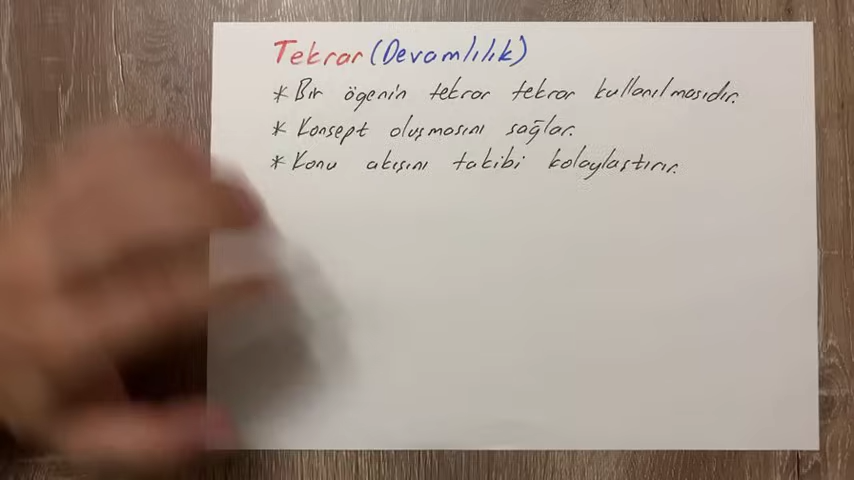 Tekrar (Devamlılık)
* Bir ögenin tekrar tekrar kullanılmasıdır.
* Konsept oluşmasını sağlar.
* Konu akışını takibi kolaylaştırır.